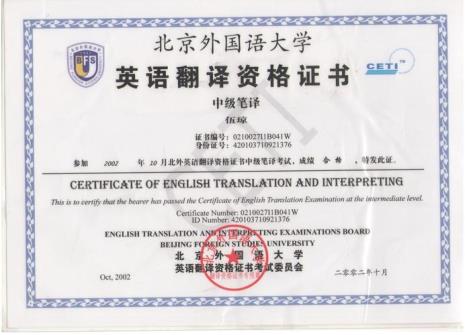 北京外国语大学
CETI™
BFS
英语翻译资格证书
中级笔译
伍琼
证书编号: 0210027I1B041W
身份证号: 420103710921376
参加 2002 年 10 月北外英语翻译资格证书中级笔译考试,成绩 合格,特发此证。
CERTIFICATE OF ENGLISH TRANSLATION AND INTERPRETING
This is to certify that the bearer has passed the Certificate of English Translation Examination at the intermediate level.
Certificate Number: 0210027I1B041W
ID Number: 420103710921376
ENGLISH TRANSLATION AND INTERPRETING EXAMINATIONS BOARD
BEIJING FOREIGN STUDIES UNIVERSITY
北京外国语大学
英语翻译资格证书考试委员会
Oct, 2002
二零零二年十月